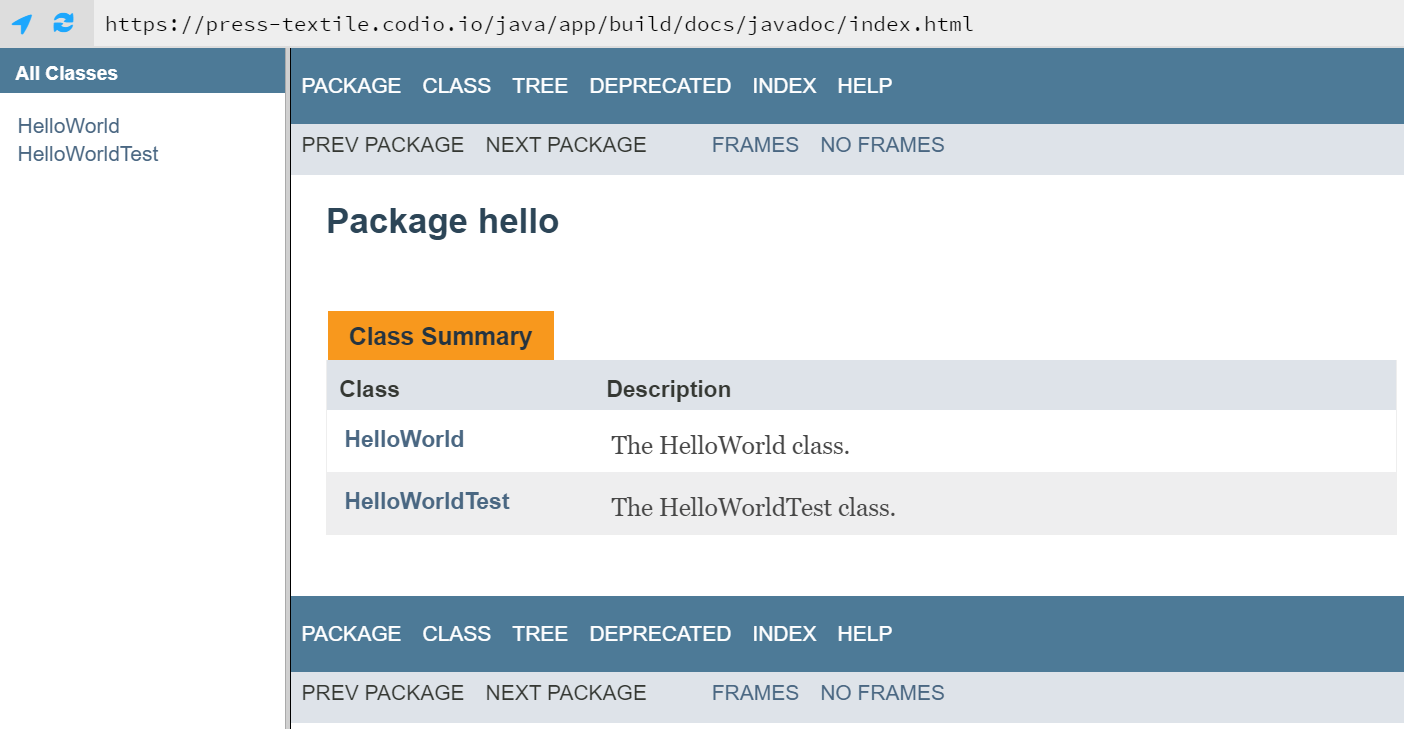 https://press-textile.codio.io/java/app/build/docs/javadoc/index.html
All Classes
HelloWorld
HelloWorldTest
PACKAGE CLASS TREE DEPRECATED INDEX HELP
PREV PACKAGE NEXT PACKAGE FRAMES NO FRAMES
Package hello
Class Summary
Class Description
HelloWorld The HelloWorld class.
HelloWorldTest The HelloWorldTest class.
PACKAGE CLASS TREE DEPRECATED INDEX HELP
PREV PACKAGE NEXT PACKAGE FRAMES NO FRAMES